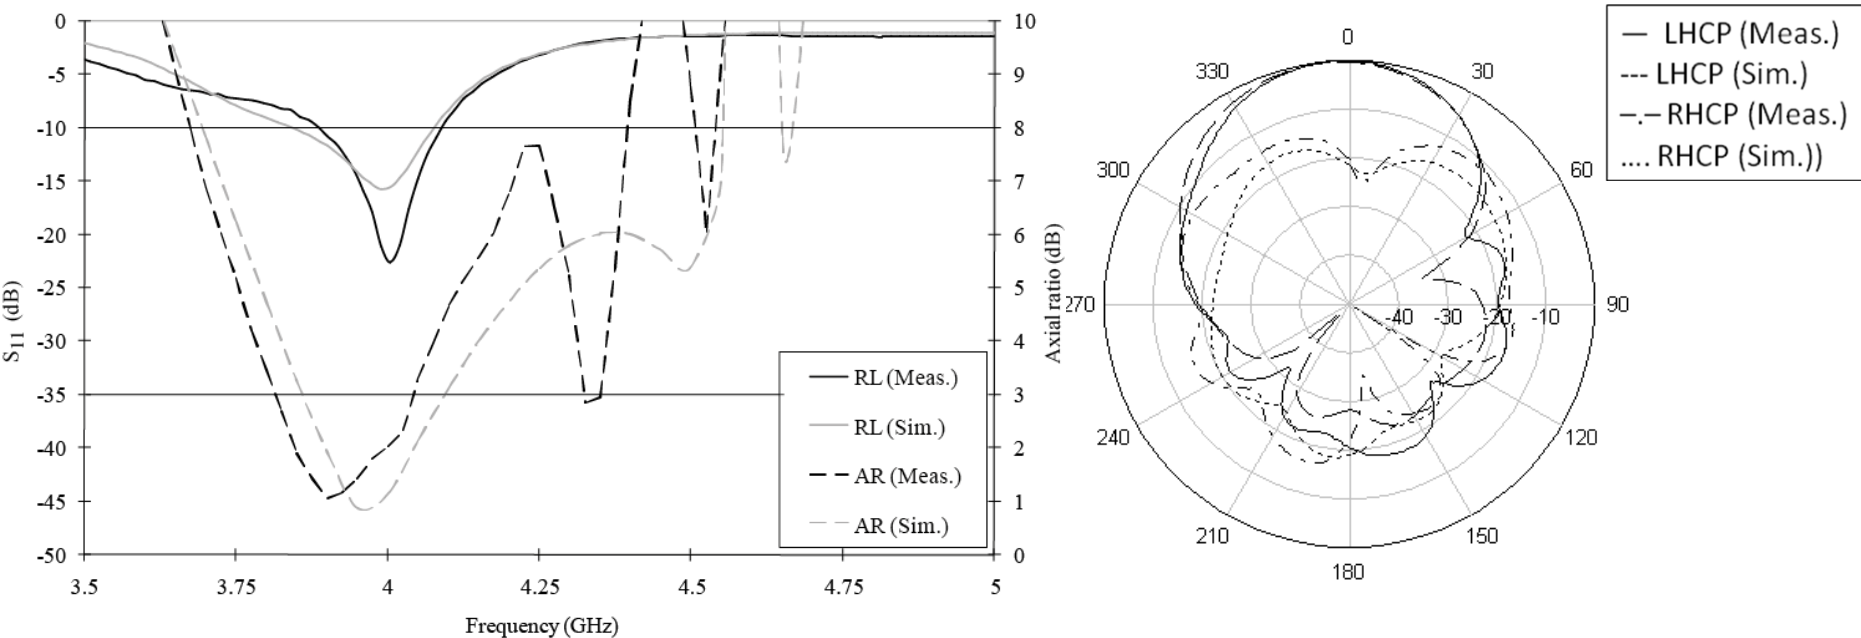 0
-5
-10
-15
-20
-25
-30
-35
-40
-45
-50
S11 (dB)
10
9
8
7
6
5
4
3
2
1
0
Axial ratio (dB)
3.5 3.75 4 4.25 4.5 4.75 5
Frequency (GHz)
RL (Meas.)
RL (Sim.)
AR (Meas.)
AR (Sim.)
0
330 30
300 60
270 -40 -30 -20 -10 90
240 120
210 150
180
LHCP (Meas.)
LHCP (Sim.)
RHCP (Meas.)
RHCP (Sim.))